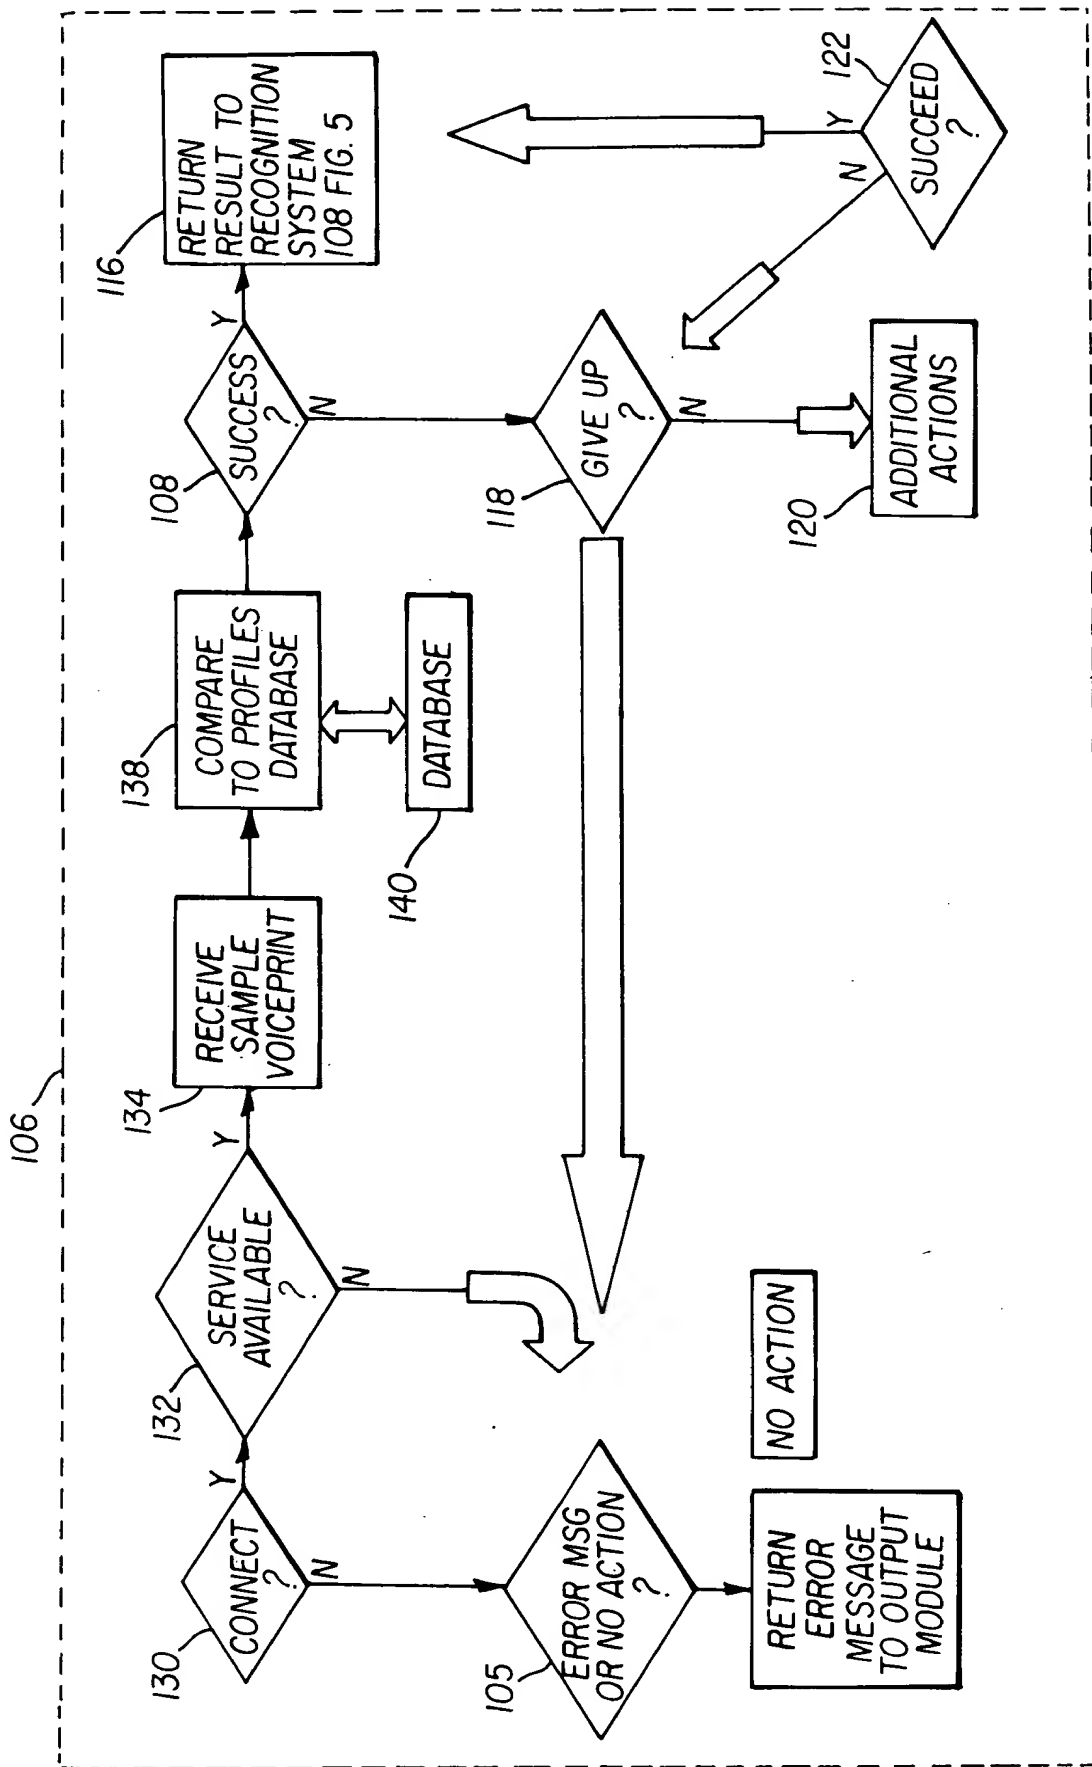 106
130
CONNECT
?
Y
N
132
SERVICE
AVAILABLE
?
Y
N
134
RECEIVE
SAMPLE
VOICEPRINT
138
COMPARE
TO PROFILES
DATABASE
140
DATABASE
108
SUCCESS
?
Y
N
116
RETURN
RESULT TO
RECOGNITION
SYSTEM
108 FIG. 5
105
ERROR MSG
OR NO ACTION
?
RETURN
ERROR
MESSAGE
TO OUTPUT
MODULE
NO ACTION
118
GIVE UP
?
N
120
ADDITIONAL
ACTIONS
122
SUCCEED
?
Y
N